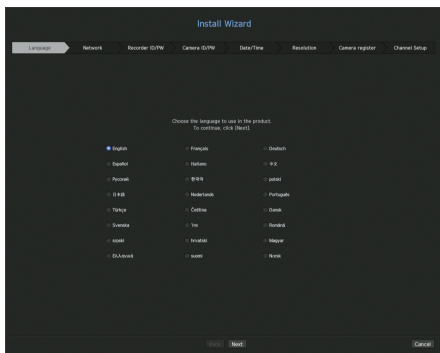 Install Wizard
Language Network Recorder ID/PW Camera ID/PW Date/Time Resolution Camera register Channel Setup
Choose the language to use in the product.
To continue, click [Next].
English Français Deutsch
Español Italiano 中文
Русский 한국어 polski
日本語 Nederlands Português
Türkçe Čeština Dansk
Svenska ไทย Română
srpski hrvatski Magyar
Ελληνικά suomi Norsk
Back Next Cancel